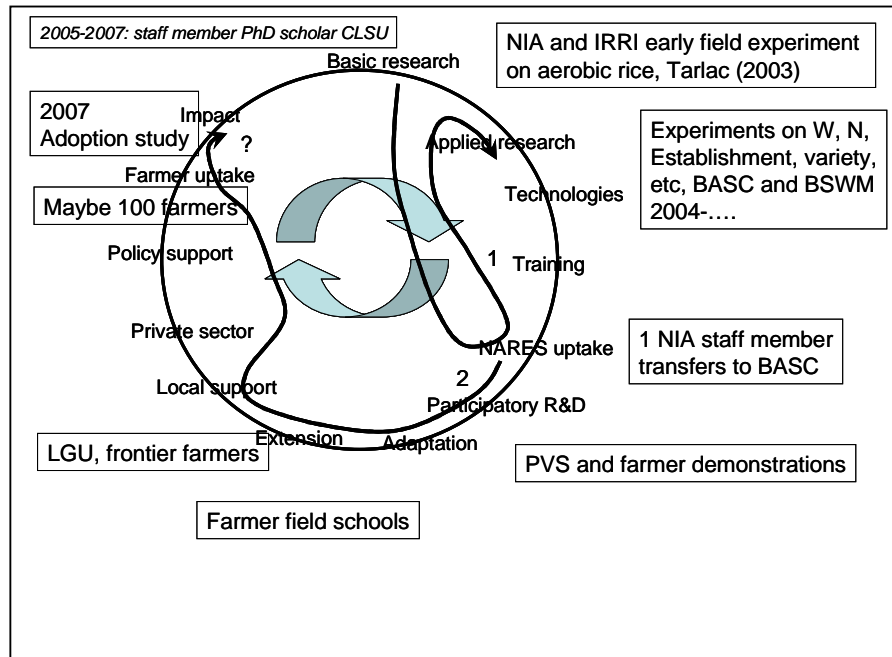 2005-2007: staff member PhD scholar CLSU
NIA and IRRI early field experiment
on aerobic rice, Tarlac (2003)
Basic research
2007
Adoption study
Impact
?
Applied research
Experiments on W, N,
Establishment, variety,
etc, BASC and BSWM
2004-....
Farmer uptake
Technologies
Maybe 100 farmers
Policy support
1
Training
Private sector
NARES uptake
1 NIA staff member
transfers to BASC
Local support
2
Participatory R&D
Extension
Adaptation
LGU, frontier farmers
PVS and farmer demonstrations
Farmer field schools